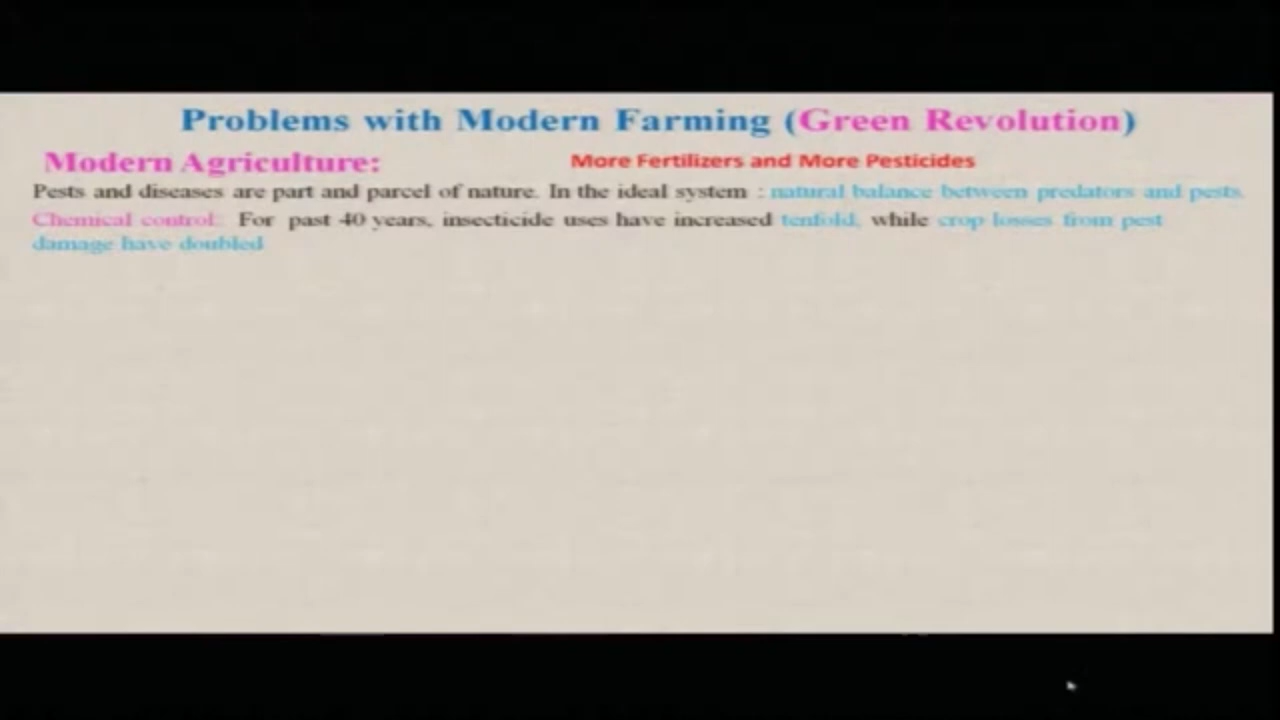 Problems with Modern Farming (Green Revolution)
Modern Agriculture: More Fertilizers and More Pesticides
Pests and diseases are part and parcel of nature. In the ideal system : natural balance between predators and pests.
Chemical control: For past 40 years, insecticide uses have increased tenfold, while crop losses from pest
damage have doubled